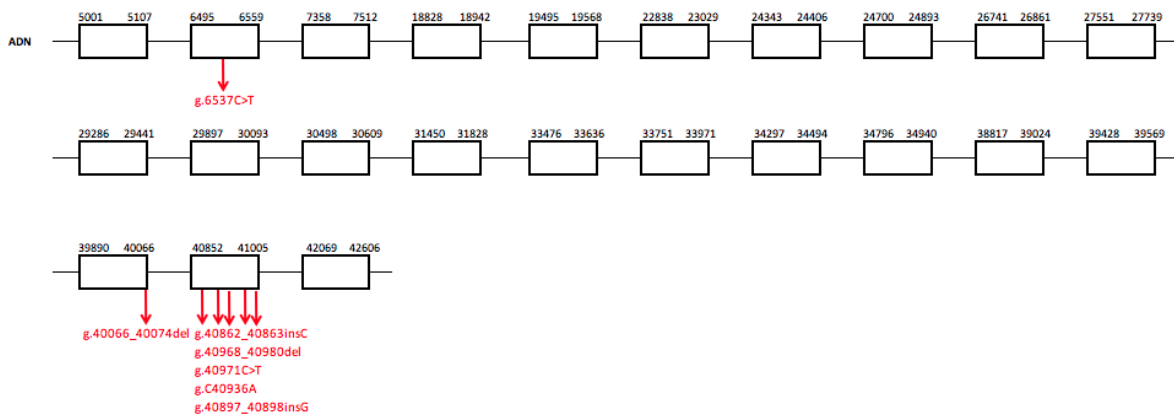 5001 5107 6495 6559 7358 7512 18828 18942 19495 19568 22838 23029 24343 24406 24700 24893 26741 26861 27551 27739
ADN
g.6537C>T
29286 29441 29897 30093 30498 30609 31450 31828 33476 33636 33751 33971 34297 34494 34796 34940 38817 39024 39428 39569
39890 40066 40852 41005 42069 42606
g.40066_40074del g.40862_40863insC
g.40968_40980del
g.40971C>T
g.C40936A
g.40897_40898insG